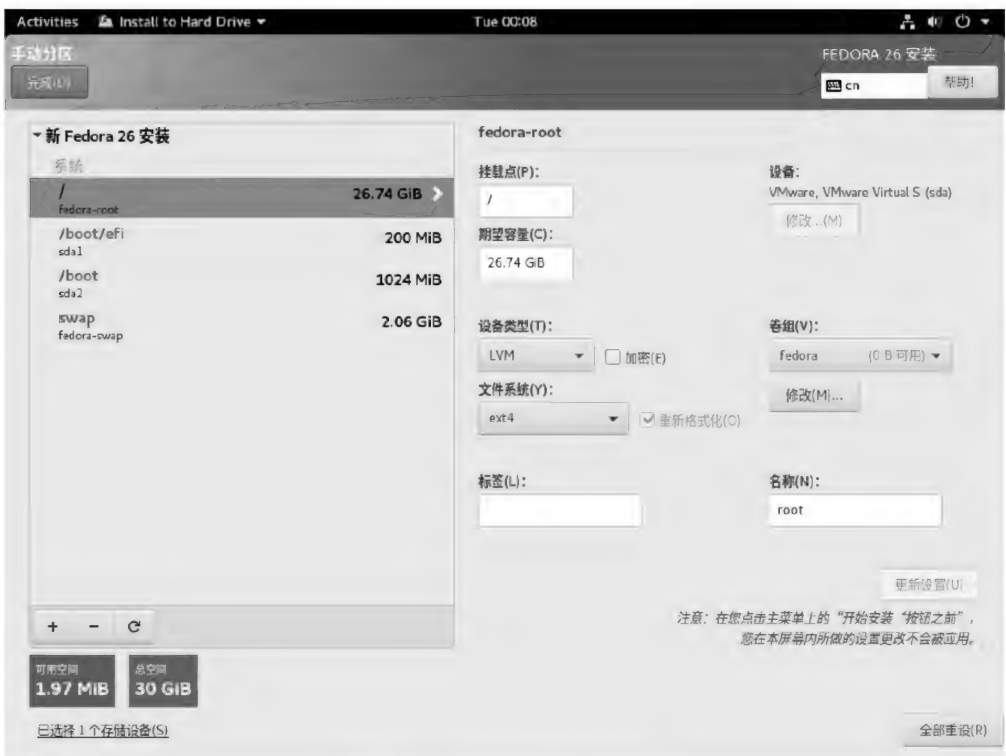 Activities Install to Hard Drive Tue 00:08
手动分区 FEDORA 26 安装
完成(D) cn 帮助!
新 Fedora 26 安装
系统
/ 26.74 GiB
fedora-root
/boot/efi 200 MiB
sda1
/boot 1024 MiB
sda2
swap 2.06 GiB
fedora-swap
+ −
可用空间 总空间
1.97 MiB 30 GiB
已选择 1 个存储设备(S)
fedora-root
挂载点(P): 设备:
/ VMware, VMware Virtual S (sda)
修改...(M)
期望容量(C):
26.74 GiB
设备类型(T): 卷组(V):
LVM 加密(E) fedora (0 B 可用)
文件系统(Y): 修改(M)...
ext4 重新格式化(O)
标签(L): 名称(N):
root
更新设置(U)
注意:在您点击主菜单上的“开始安装“按钮之前”,
您在本屏幕内所做的设置更改不会被应用。
全部重设(R)